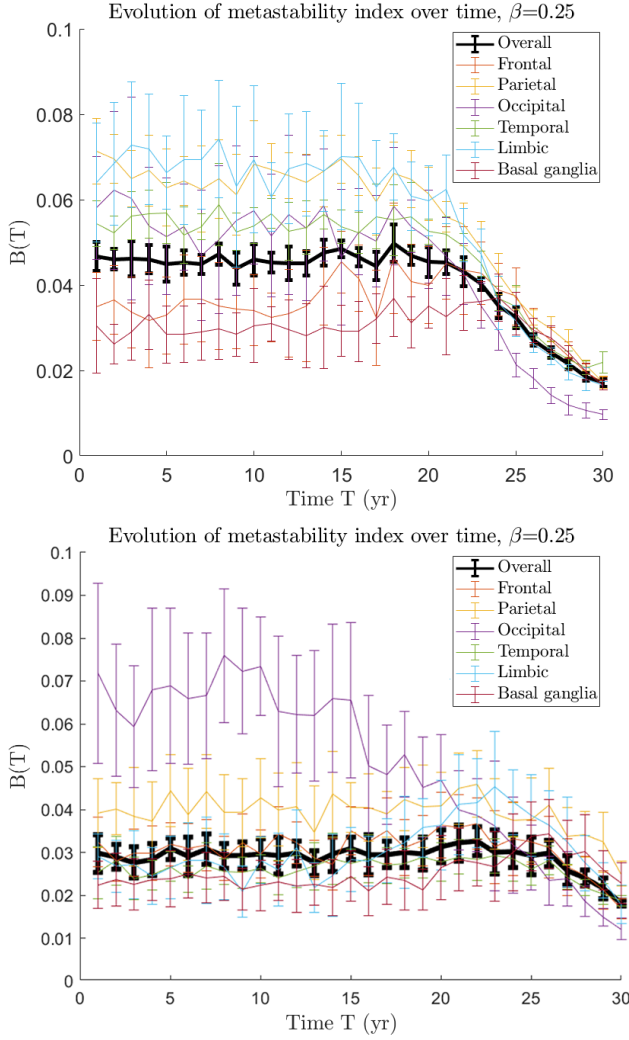 Evolution of metastability index over time, β=0.25
0.1
0.08
0.06
0.04
0.02
0
B(T)
0
5
10
15
20
25
30
Time T (yr)
Overall
Frontal
Parietal
Occipital
Temporal
Limbic
Basal ganglia
Evolution of metastability index over time, β=0.25
0.1
0.09
0.08
0.07
0.06
0.05
0.04
0.03
0.02
0.01
0
B(T)
0
5
10
15
20
25
30
Time T (yr)
Overall
Frontal
Parietal
Occipital
Temporal
Limbic
Basal ganglia